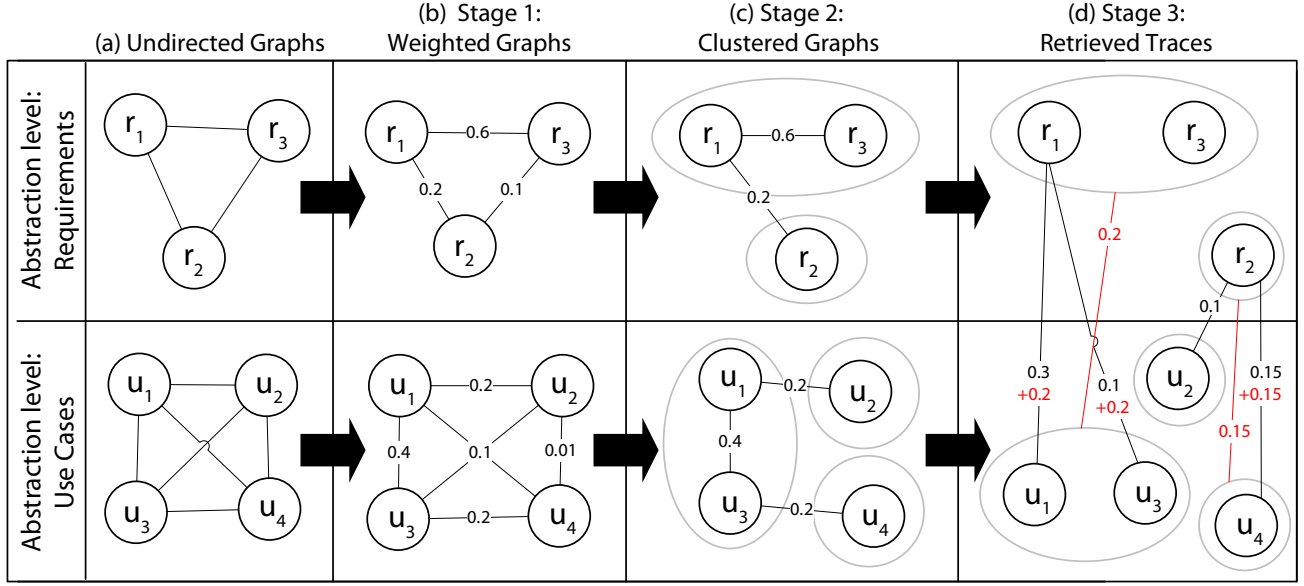 (a) Undirected Graphs
(b) Stage 1:
Weighted Graphs
(c) Stage 2:
Clustered Graphs
(d) Stage 3:
Retrieved Traces
Abstraction level:
Requirements
r1
r3
r2
r1
0.6
r3
0.2
0.1
r2
r1
0.6
r3
0.2
r2
r1
r3
0.2
r2
0.1
Abstraction level:
Use Cases
u1
u2
u3
u4
u1
0.2
u2
0.4
0.1
0.01
u3
0.2
u4
u1
0.2
u2
0.4
u3
0.2
u4
0.3
+0.2
0.1
+0.2
u2
0.15
+0.15
0.15
u1
u3
u4